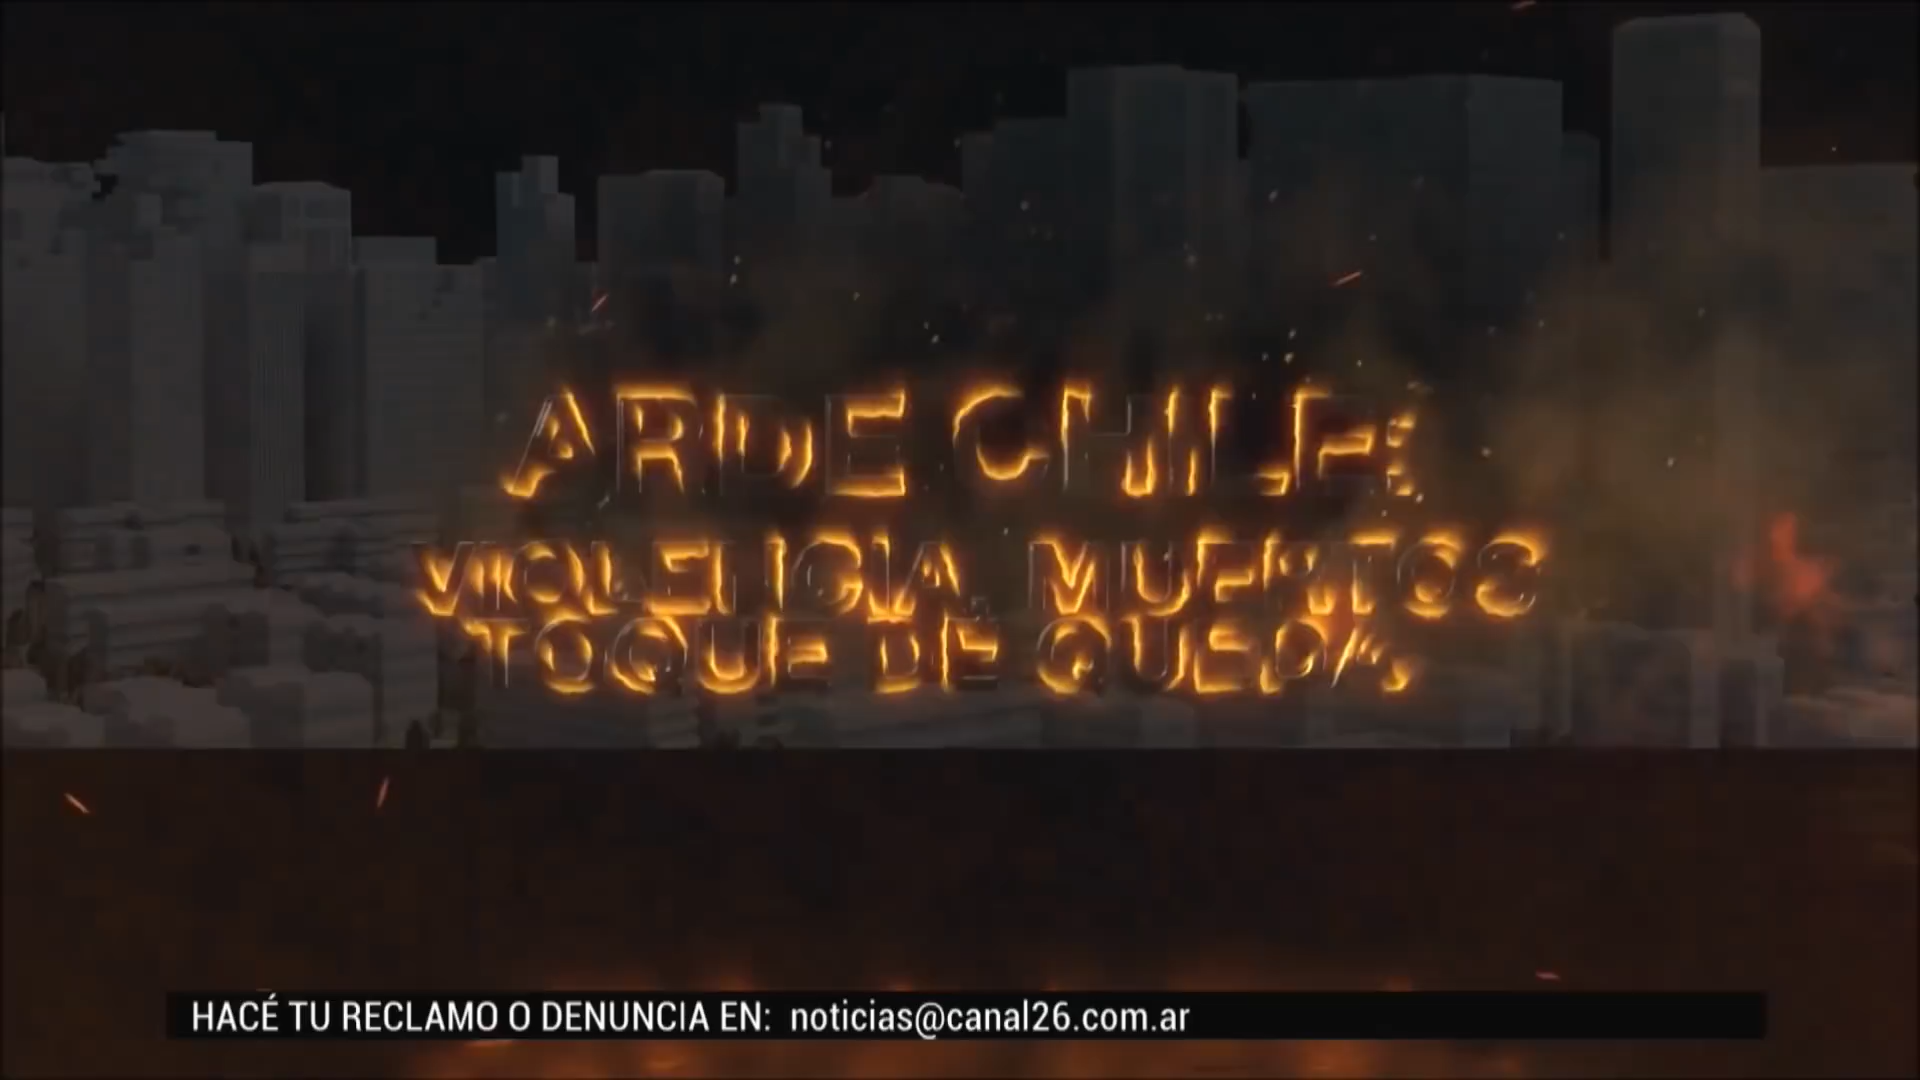 ARDE CHILE:
VIOLENCIA, MUERTOS
TOQUE DE QUEDA.
HACÉ TU RECLAMO O DENUNCIA EN: noticias@canal26.com.ar